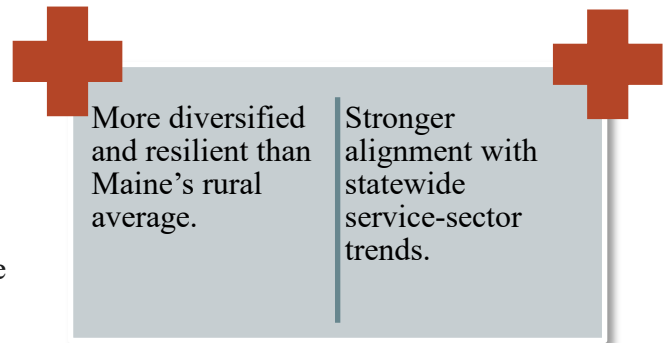 More diversified
and resilient than
Maine's rural
average.
Stronger
alignment with
statewide
service-sector
trends.
e